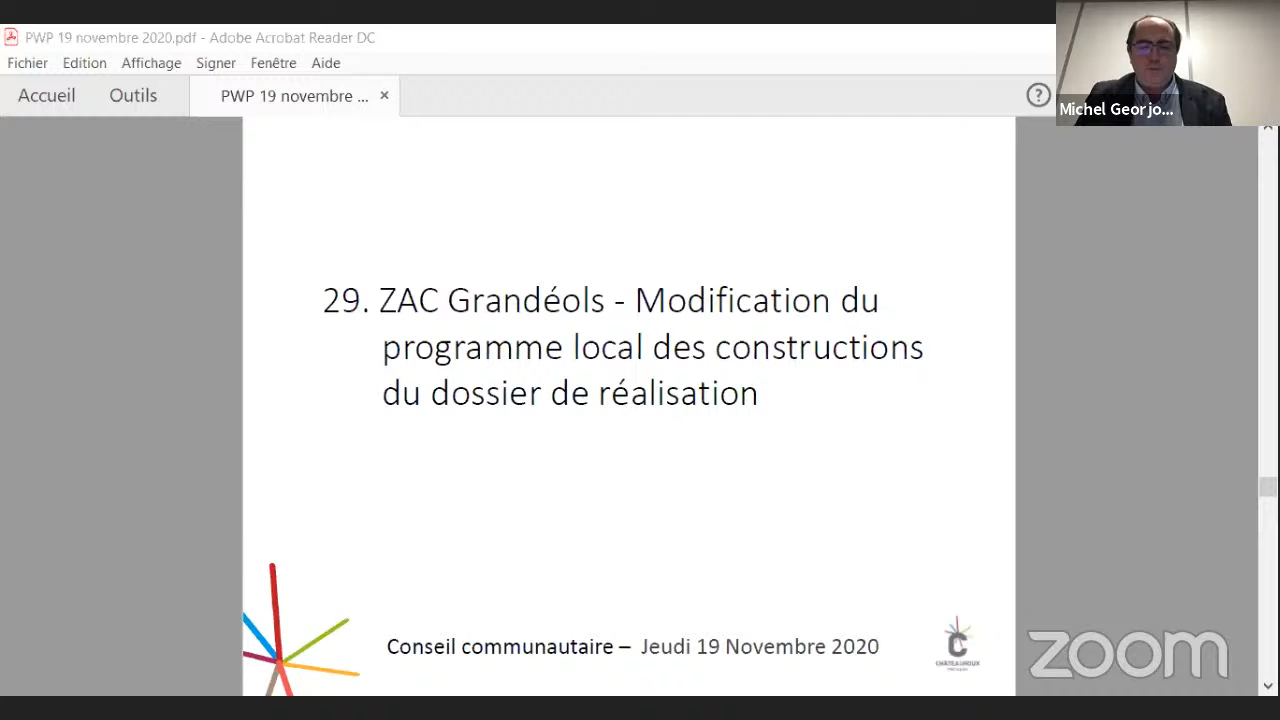 PWP 19 novembre 2020.pdf - Adobe Acrobat Reader DC
Fichier Edition Affichage Signer Fenêtre Aide
Accueil Outils PWP 19 novembre ... ×
?
Michel Georjo...
29. ZAC Grandéols - Modification du
programme local des constructions
du dossier de réalisation
Conseil communautaire – Jeudi 19 Novembre 2020
CHÂTEAUROUX
zoom